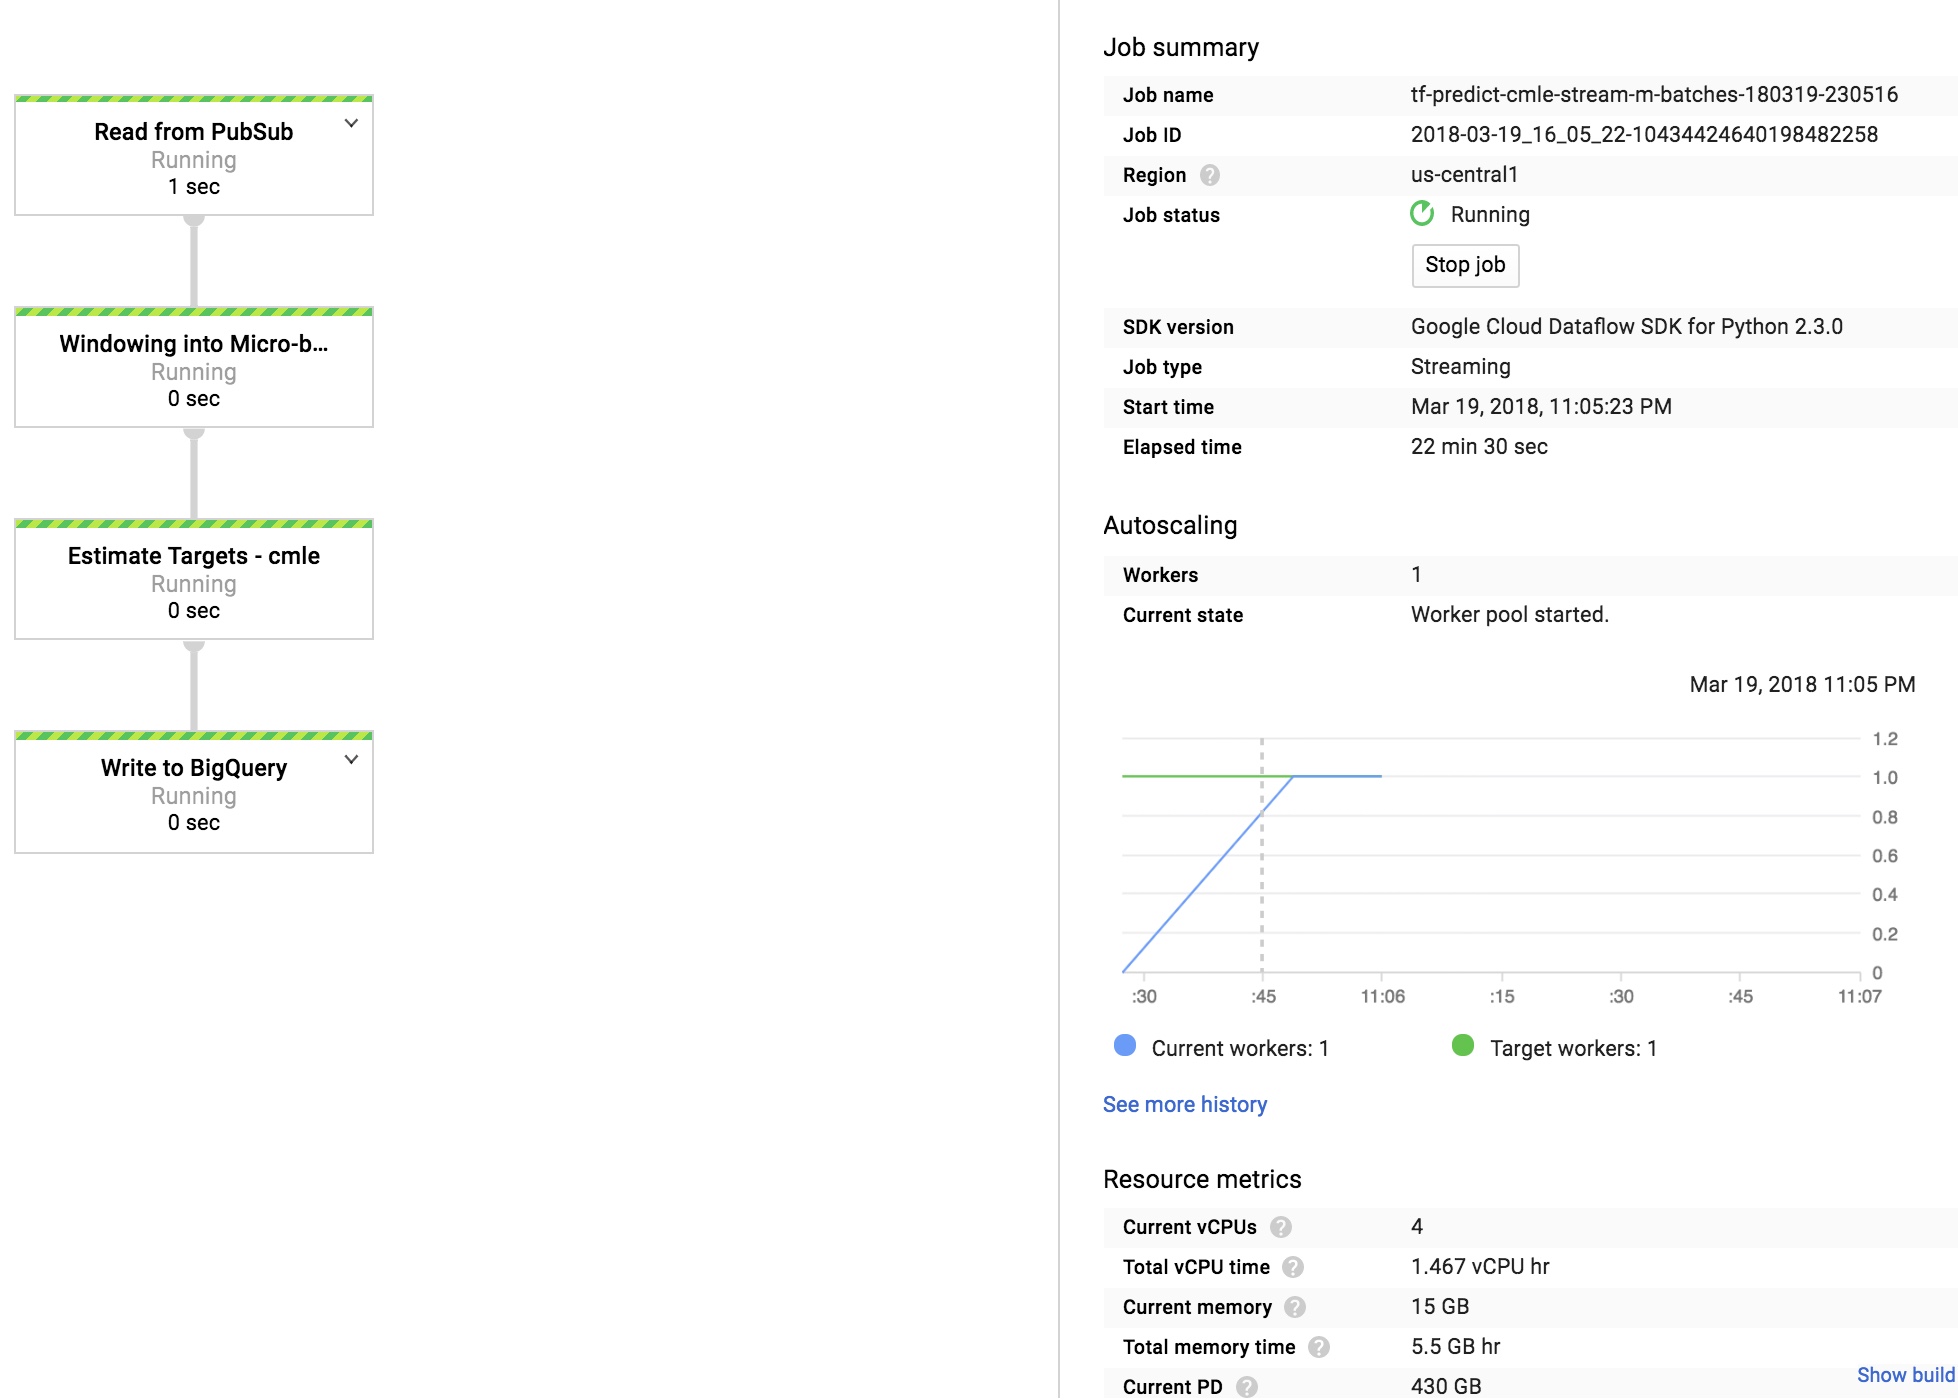 Read from PubSub
Running
1 sec
Windowing into Micro-b...
Running
0 sec
Estimate Targets - cmle
Running
0 sec
Write to BigQuery
Running
0 sec
Job summary
Job name tf-predict-cmle-stream-m-batches-180319-230516
Job ID 2018-03-19_16_05_22-10434424640198482258
Region ? us-central1
Job status Running
Stop job
SDK version Google Cloud Dataflow SDK for Python 2.3.0
Job type Streaming
Start time Mar 19, 2018, 11:05:23 PM
Elapsed time 22 min 30 sec
Autoscaling
Workers 1
Current state Worker pool started.
Mar 19, 2018 11:05 PM
1.2
1.0
0.8
0.6
0.4
0.2
0
:30 :45 11:06 :15 :30 :45 11:07
Current workers: 1 Target workers: 1
See more history
Resource metrics
Current vCPUs ? 4
Total vCPU time ? 1.467 vCPU hr
Current memory ? 15 GB
Total memory time ? 5.5 GB hr
Current PD ? 430 GB
Show build